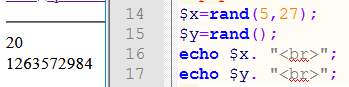 20
1263572984
14 $x=rand(5,27);
15 $y=rand();
16 echo $x. "<br>";
17 echo $y. "<br>";